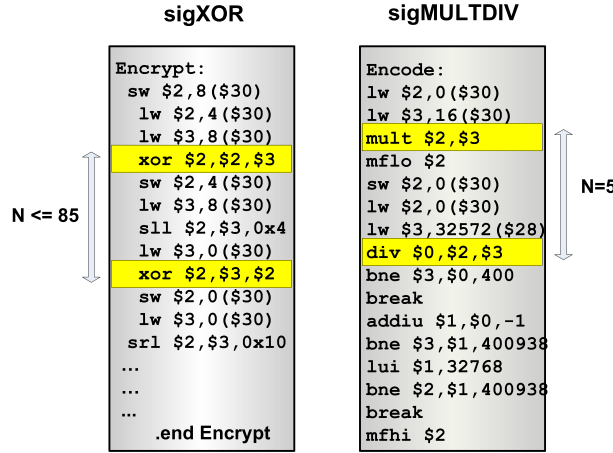 sigXOR
Encrypt:
sw $2,8($30)
lw $2,4($30)
lw $3,8($30)
xor $2,$2,$3
sw $2,4($30)
lw $3,8($30)
sll $2,$3,0x4
lw $3,0($30)
xor $2,$3,$2
sw $2,0($30)
lw $3,0($30)
srl $2,$3,0x10
...
...
...
.end Encrypt
N <= 85
sigMULTDIV
Encode:
lw $2,0($30)
lw $3,16($30)
mult $2,$3
mflo $2
sw $2,0($30)
lw $2,0($30)
lw $3,32572($28)
div $0,$2,$3
bne $3,$0,400
break
addiu $1,$0,-1
bne $3,$1,400938
lui $1,32768
bne $2,$1,400938
break
mfhi $2
N=5